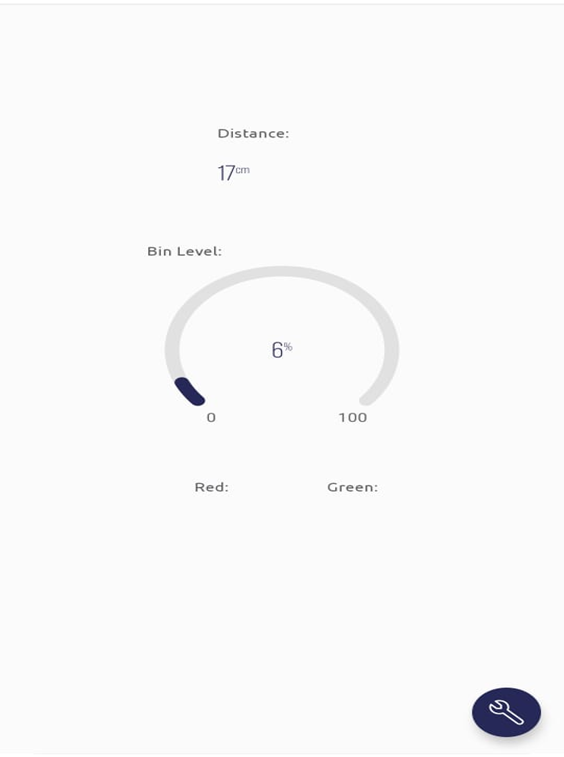 Distance:
17cm
Bin Level:
6%
0 100
Red: Green: